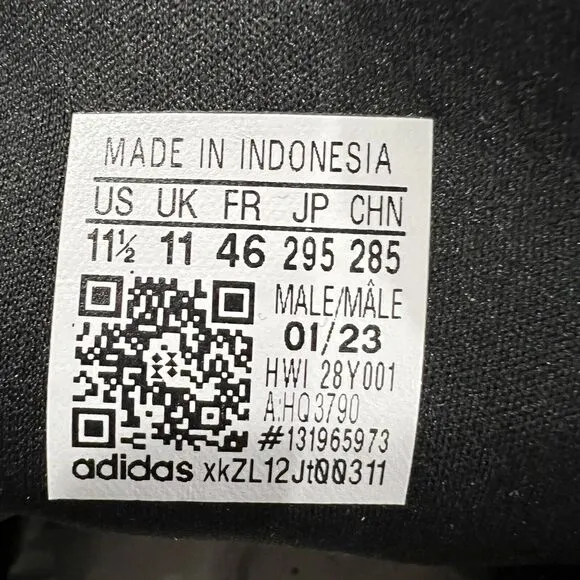 MADE IN INDONESIA
US UK FR JP CHN
11½ 11 46 295 285
MALE/MÂLE
01/23
HWI 28Y001
A:HQ3790
#131965973
adidas xkZL12Jt00311